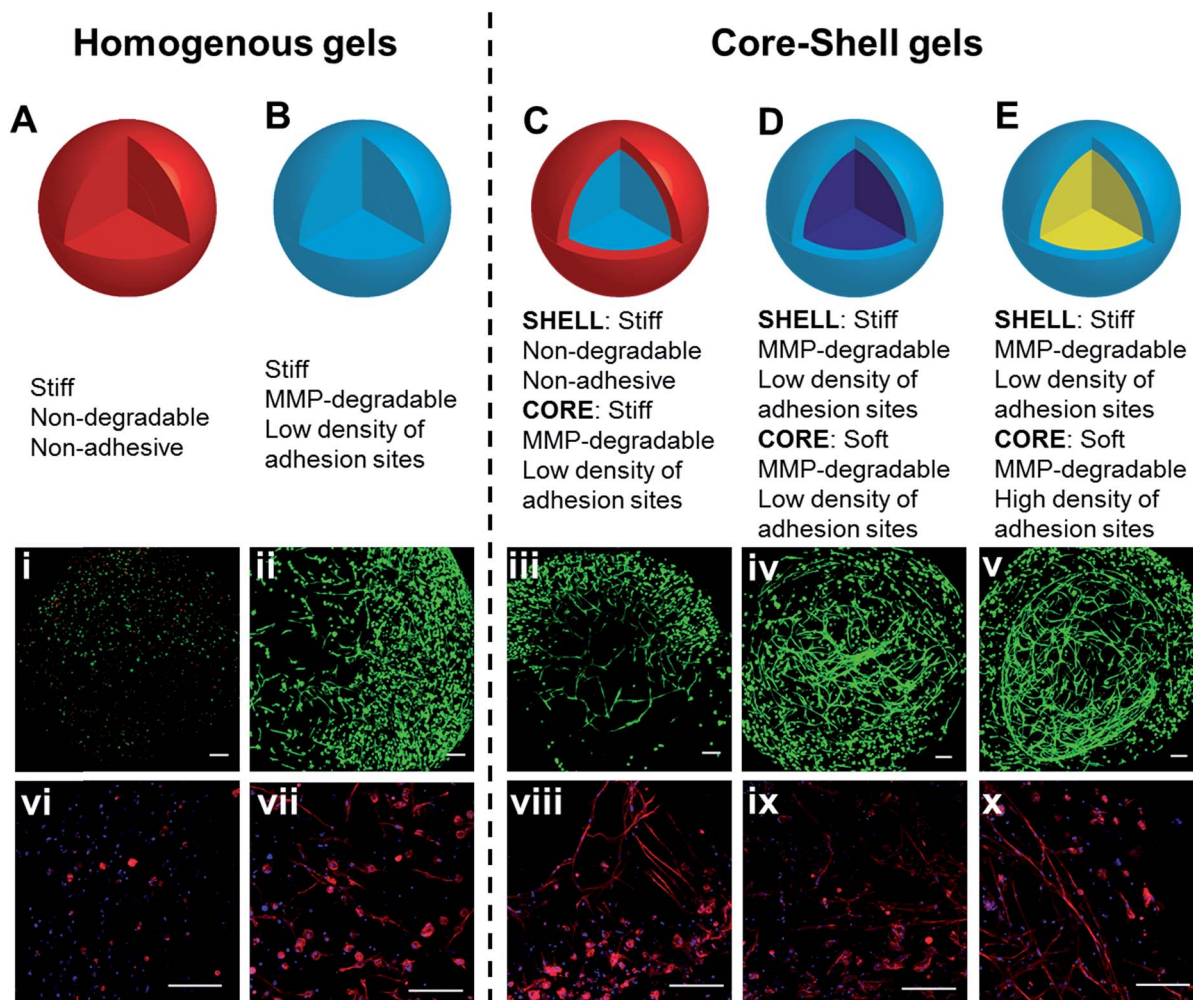 Homogenous gels
Core-Shell gels
A
B
C
D
E
Stiff
Non-degradable
Non-adhesive
Stiff
MMP-degradable
Low density of
adhesion sites
SHELL: Stiff
Non-degradable
Non-adhesive
CORE: Stiff
MMP-degradable
Low density of
adhesion sites
SHELL: Stiff
MMP-degradable
Low density of
adhesion sites
CORE: Soft
MMP-degradable
Low density of
adhesion sites
SHELL: Stiff
MMP-degradable
Low density of
adhesion sites
CORE: Soft
MMP-degradable
High density of
adhesion sites
i
ii
iii
iv
v
vi
vii
viii
ix
x